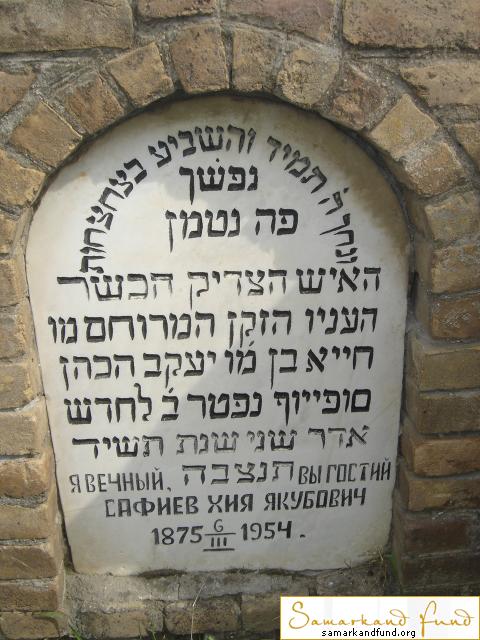 ונחך ה׳ תמיד והשביע בצחצחות
נפשך
פה נטמן
האיש הצדיק הכשר
העניו הזקן המרוחם מו
חייא בן מו יעקב הכהן
סופייוף נפטר ב׳ לחדש
אדר שני שנת תשיד
Я ВЕЧНЫЙ, תנצבה ВЫ ГОСТИЙ
САФИЕВ ХИЯ ЯКУБОВИЧ
1875 6/III 1954.
Samarkand Fund
samarkandfund.org